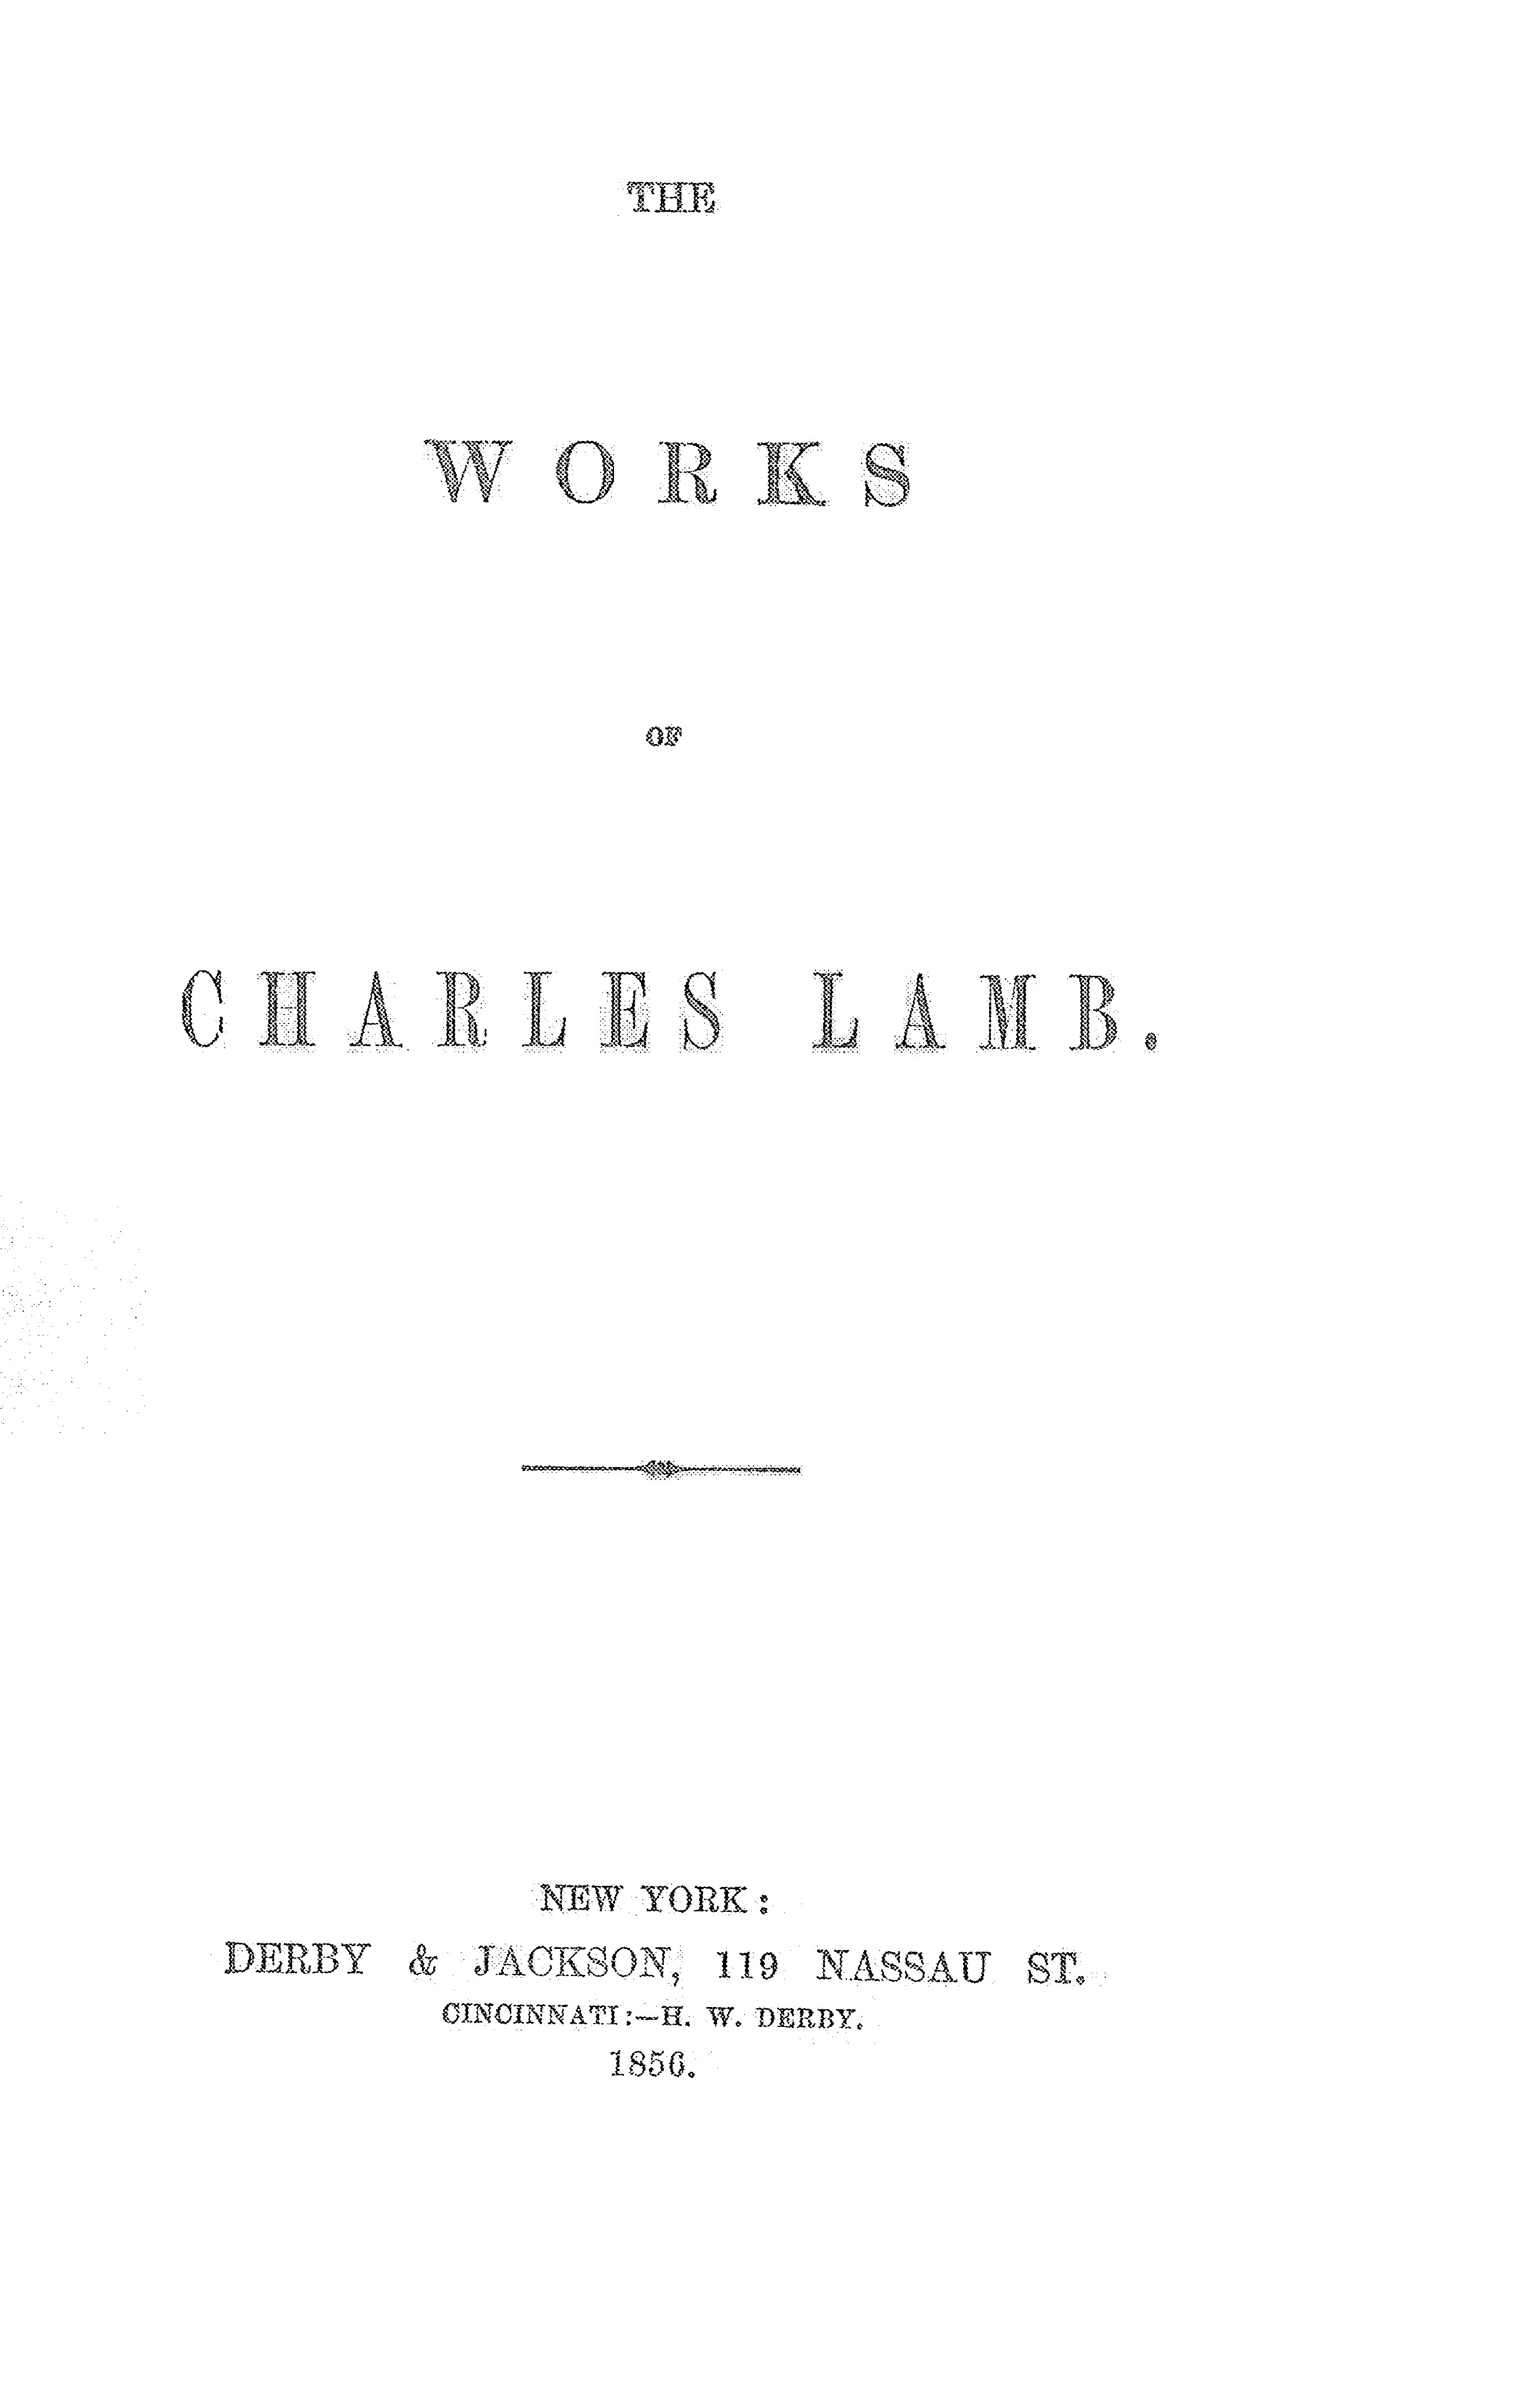 THE
WORKS
OF
CHARLES LAMB.
NEW YORK:
DERBY & JACKSON, 119 NASSAU ST.
CINCINNATI:—H. W. DERBY.
1856.